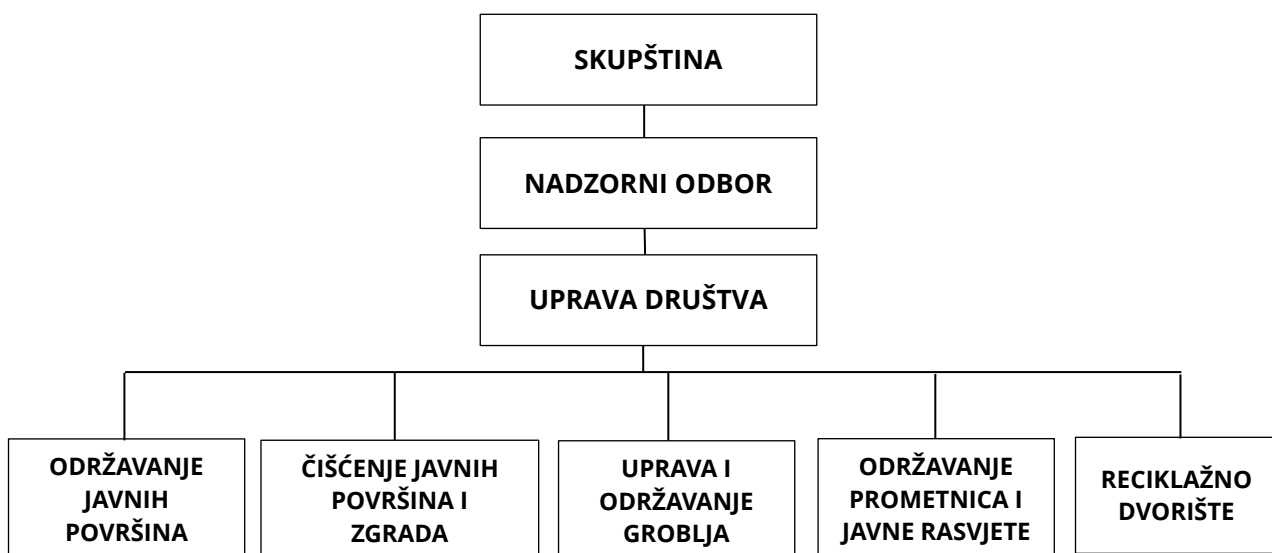 SKUPŠTINA
NADZORNI ODBOR
UPRAVA DRUŠTVA
ODRŽAVANJE
JAVNIH
POVRŠINA
ČIŠĆENJE JAVNIH
POVRŠINA I
ZGRADA
UPRAVA I
ODRŽAVANJE
GROBLJA
ODRŽAVANJE
PROMETNICA I
JAVNE RASVJETE
RECIKLAŽNO
DVORIŠTE